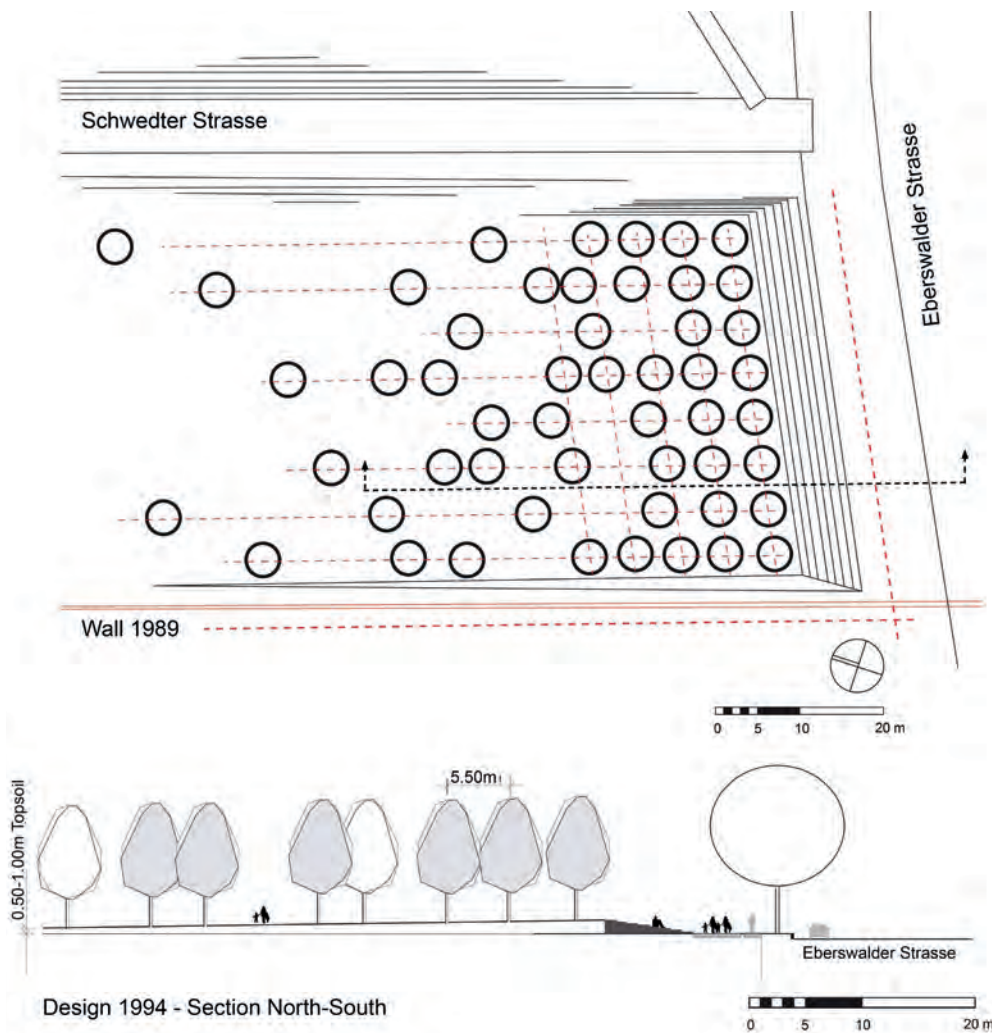 Schwedter Strasse
Eberswalder Strasse
Wall 1989
0 5 10 20 m
5.50m
0.50-1.00m Topsoil
Eberswalder Strasse
Design 1994 - Section North-South
0 5 10 20 m